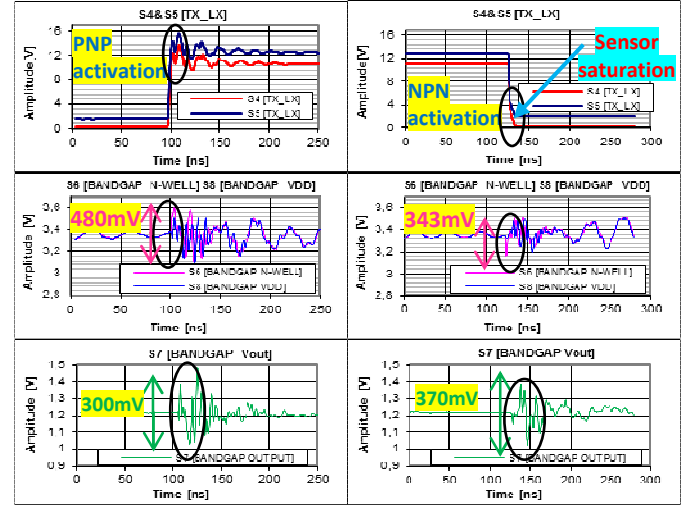 S4&S5 [TX_LX]
Amplitude [V]
16
12
8
4
0
PNP
activation
S4 [TX_LX]
S5 [TX_LX]
0 50 100 150 200 250
Time [ns]
S4&S5 [TX_LX]
Amplitude [V]
16
12
8
4
0
Sensor
saturation
NPN
activation
S4 [TX_LX]
S5 [TX_LX]
0 50 100 150 200 250 300
Time [ns]
S6 [BANDGAP N-WELL] S8 [BANDGAP VDD]
Amplitude [V]
3,8
3,4
3,2
3
2,8
480mV
S6 [BANDGAP N-WELL]
S8 [BANDGAP VDD]
0 50 100 150 200 250
Time [ns]
S6 [BANDGAP N-WELL] S8 [BANDGAP VDD]
Amplitude [V]
3,6
3,4
3,2
3
2,8
343mV
S6 [BANDGAP N-WELL]
S8 [BANDGAP VDD]
0 50 100 150 200 250 300
Time [ns]
S7 [BANDGAP Vout]
Amplitude [V]
1,5
1,4
1,3
1,2
1,1
1
0,9
300mV
S7 [BANDGAP OUTPUT]
0 50 100 150 200 250
Time [ns]
S7 [BANDGAP Vout]
Amplitude [V]
1,5
1,4
1,3
1,2
1,1
1
0,9
370mV
S7 [BANDGAP OUTPUT]
0 50 100 150 200 250 300
Time [ns]